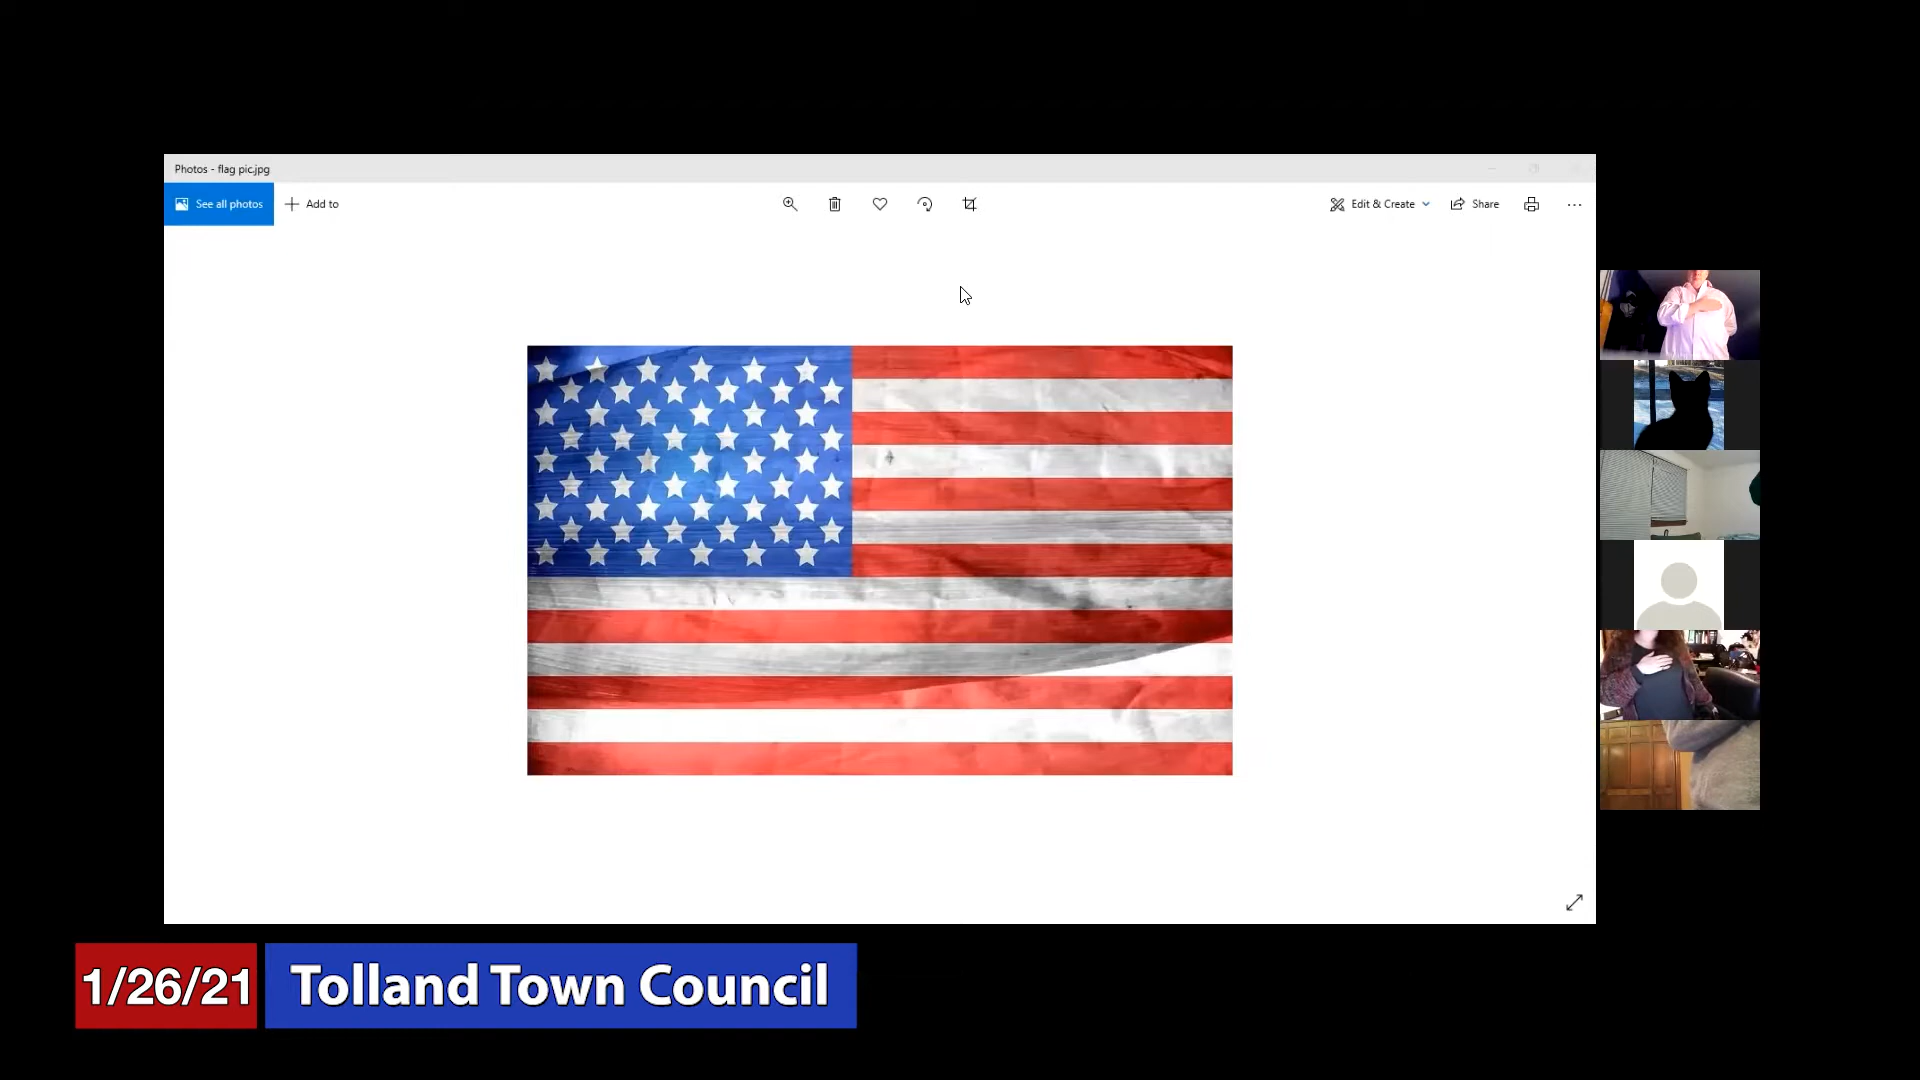 Photos - flag pic.jpg
See all photos
Add to
Edit & Create
Share
1/26/21
Tolland Town Council